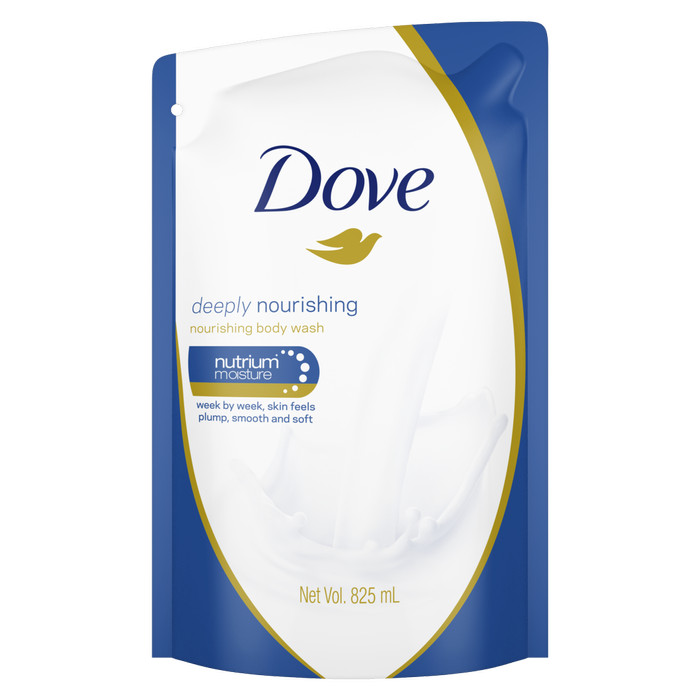 Dove
deeply nourishing
nourishing body wash
nutrium
moisture
week by week, skin feels
plump, smooth and soft
Net Vol. 825 mL